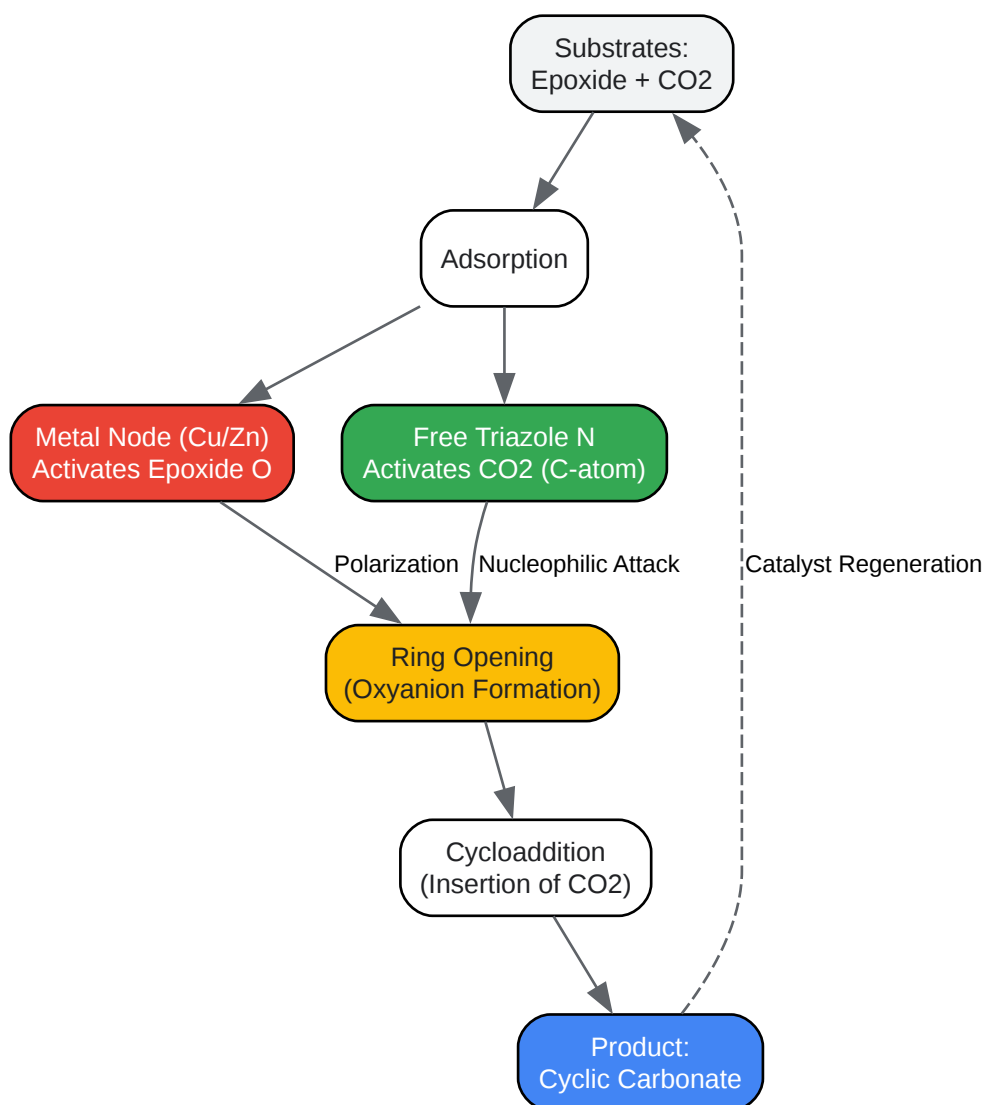 Substrates:
Epoxide + CO2
Adsorption
Metal Node (Cu/Zn)
Activates Epoxide O
Free Triazole N
Activates CO2 (C-atom)
Polarization
Nucleophilic Attack
Catalyst Regeneration
Ring Opening
(Oxyanion Formation)
Cycloaddition
(Insertion of CO2)
Product:
Cyclic Carbonate